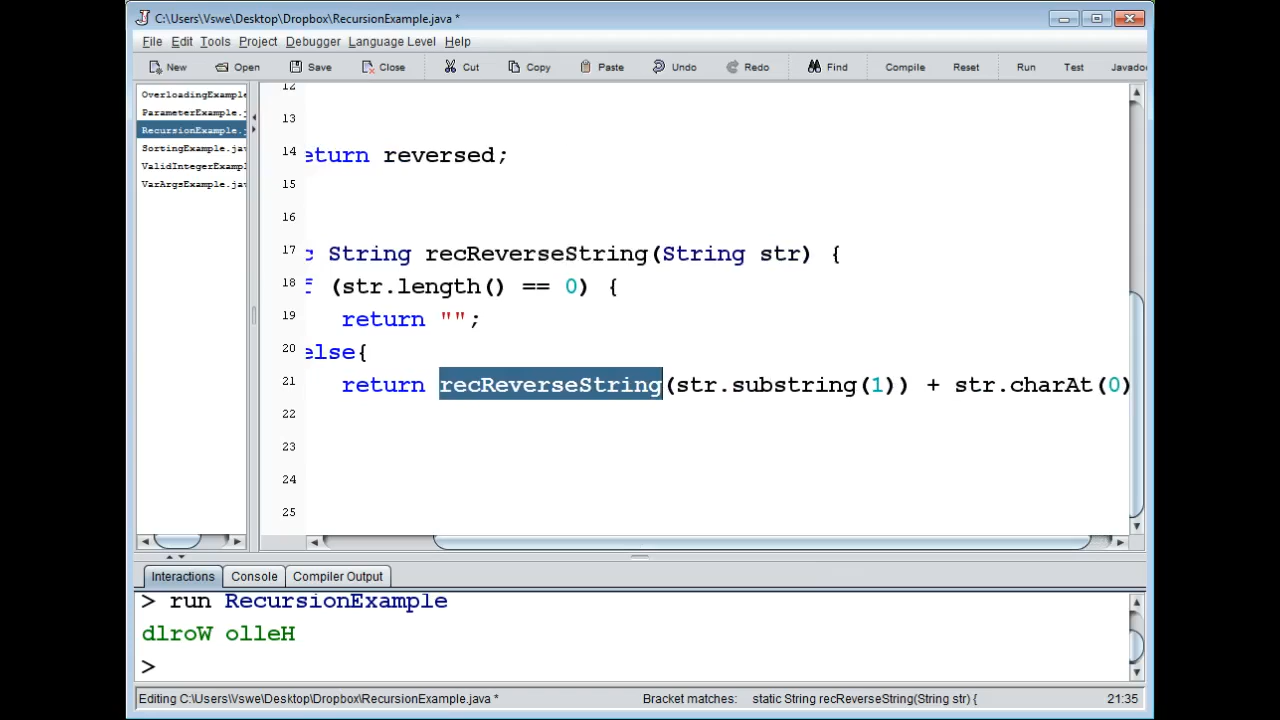 C:\Users\Vswe\Desktop\Dropbox\RecursionExample.java *
File Edit Tools Project Debugger Language Level Help
New Open Save Close Cut Copy Paste Undo Redo Find Compile Reset Run Test Javadoc
OverloadingExample
ParameterExample.j
RecursionExample.j
SortingExample.jav
ValidIntegerExampl
VarArgsExample.jav
12
13
14 eturn reversed;
15
16
17 c String recReverseString(String str) {
18 f (str.length() == 0) {
19 return "";
20 else{
21 return recReverseString(str.substring(1)) + str.charAt(0)
22
23
24
25
Interactions Console Compiler Output
> run RecursionExample
dlroW olleH
>
Editing C:\Users\Vswe\Desktop\Dropbox\RecursionExample.java * Bracket matches: static String recReverseString(String str) { 21:35